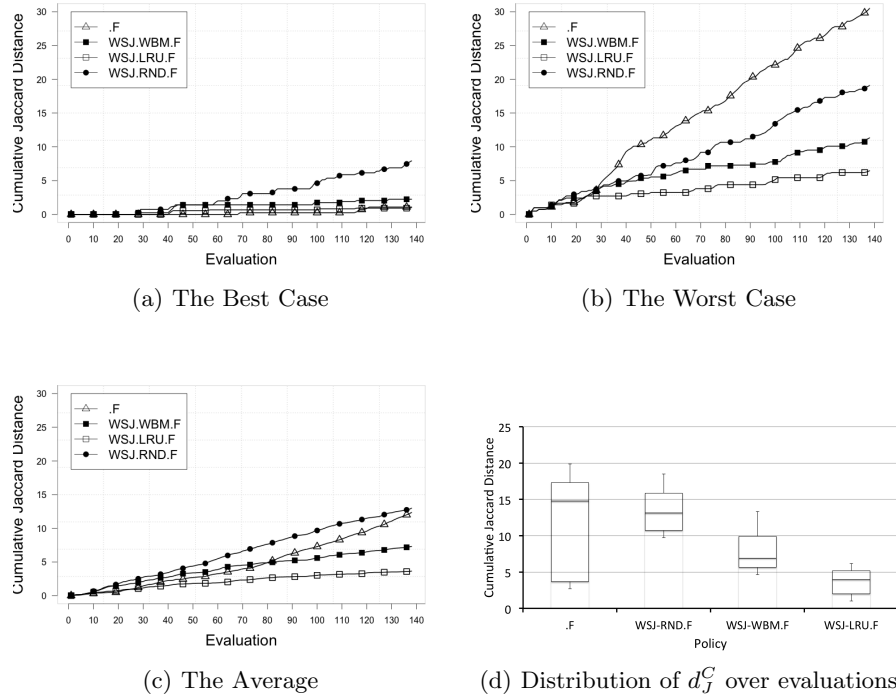 Cumulative Jaccard Distance
30
25
20
15
10
5
0
.F
WSJ.WBM.F
WSJ.LRU.F
WSJ.RND.F
0 10 20 30 40 50 60 70 80 90 100 110 120 130 140
Evaluation
(a) The Best Case
Cumulative Jaccard Distance
30
25
20
15
10
5
0
.F
WSJ.WBM.F
WSJ.LRU.F
WSJ.RND.F
0 10 20 30 40 50 60 70 80 90 100 110 120 130 140
Evaluation
(b) The Worst Case
Cumulative Jaccard Distance
30
25
20
15
10
5
0
.F
WSJ.WBM.F
WSJ.LRU.F
WSJ.RND.F
0 10 20 30 40 50 60 70 80 90 100 110 120 130 140
Evaluation
(c) The Average
Cumulative Jaccard Distance
25
20
15
10
5
0
.F WSJ-RND.F WSJ-WBM.F WSJ-LRU.F
Policy
(d) Distribution of d_J^C over evaluations